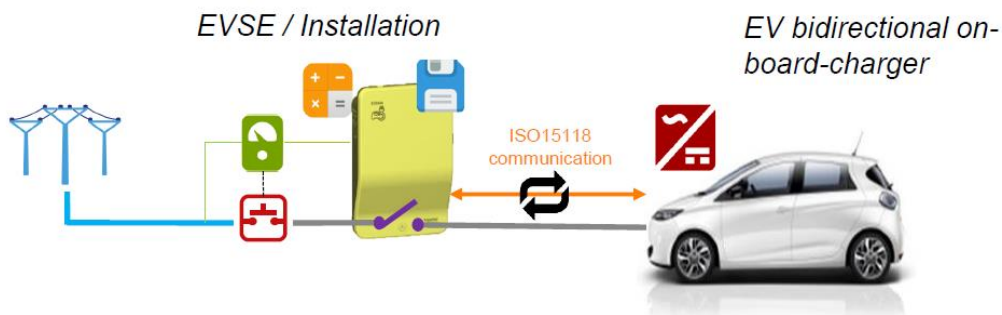 EVSE / Installation
EV bidirectional on-
board-charger
ISO15118
communication